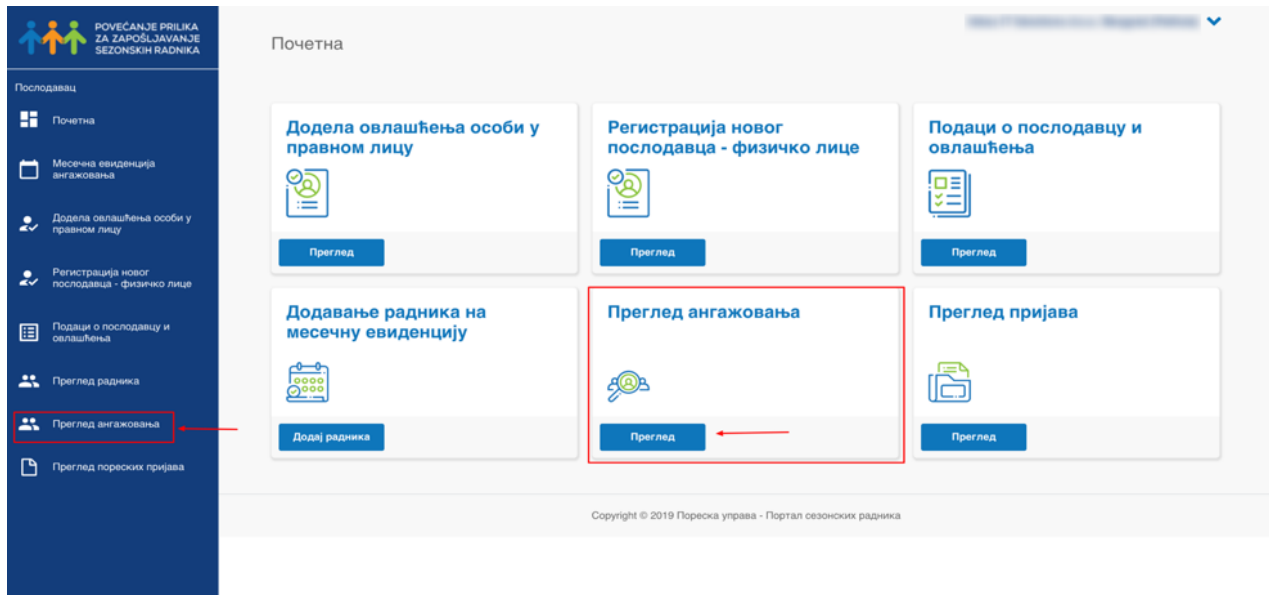 POVEĆANJE PRILIKA
ZA ZAPOŠLJAVANJE
SEZONSKIH RADNIKA
Послодавац
Почетна
Месечна евиденција
ангажовања
Додела овлашћења особи у
правном лицу
Регистрација новог
послодавца - физичко лице
Подаци о послодавцу и
овлашћења
Преглед радника
Преглед ангажовања
Преглед пореских пријава
Почетна
Додела овлашћења особи у
правном лицу
Преглед
Регистрација новог
послодавца - физичко лице
Преглед
Подаци о послодавцу и
овлашћења
Преглед
Додавање радника на
месечну евиденцију
Додај радника
Преглед ангажовања
Преглед
Преглед пријава
Преглед
Copyright © 2019 Пореска управа - Портал сезонских радника